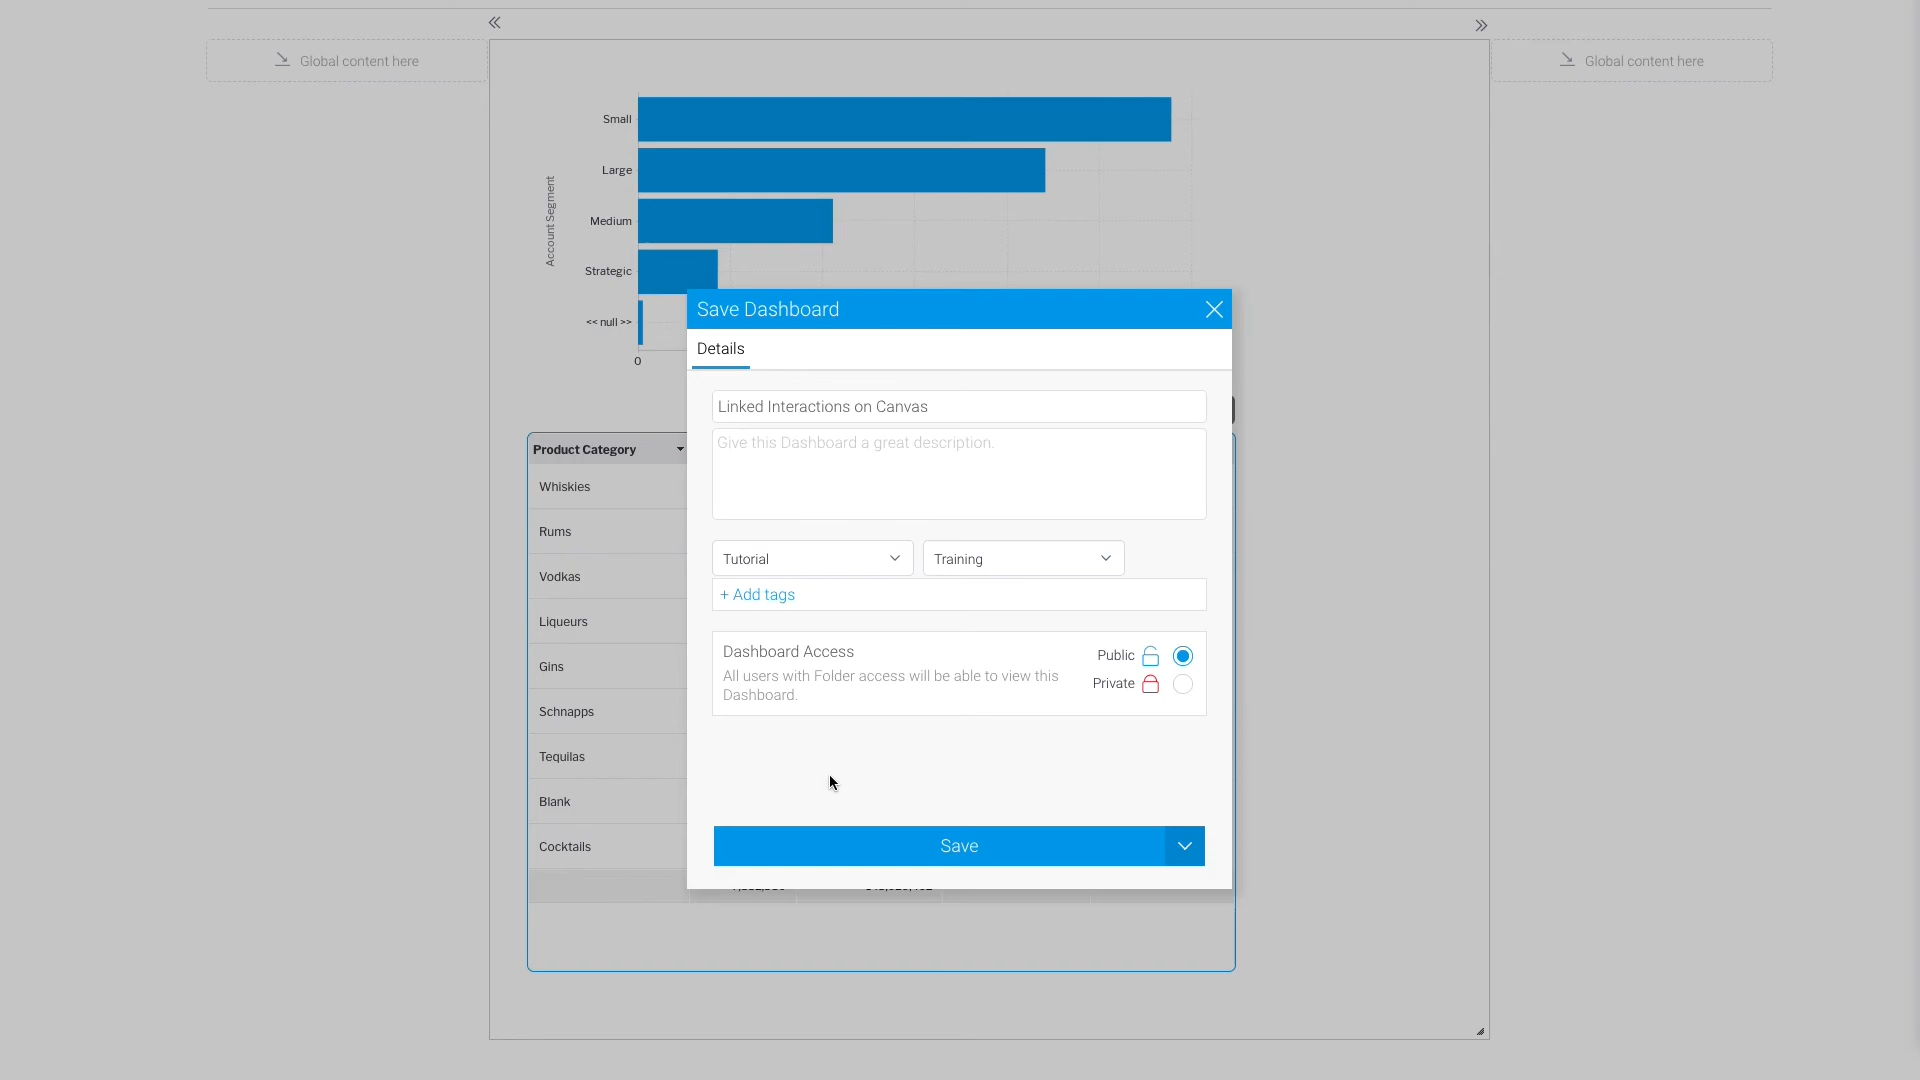 Global content here
Global content here
Small
Large
Account Segment
Medium
Strategic
<< null >>
0
Save Dashboard
Details
Linked Interactions on Canvas
Give this Dashboard a great description.
Tutorial
Training
+ Add tags
Dashboard Access
All users with Folder access will be able to view this
Dashboard.
Public
Private
Save
Product Category
Whiskies
Rums
Vodkas
Liqueurs
Gins
Schnapps
Tequilas
Blank
Cocktails